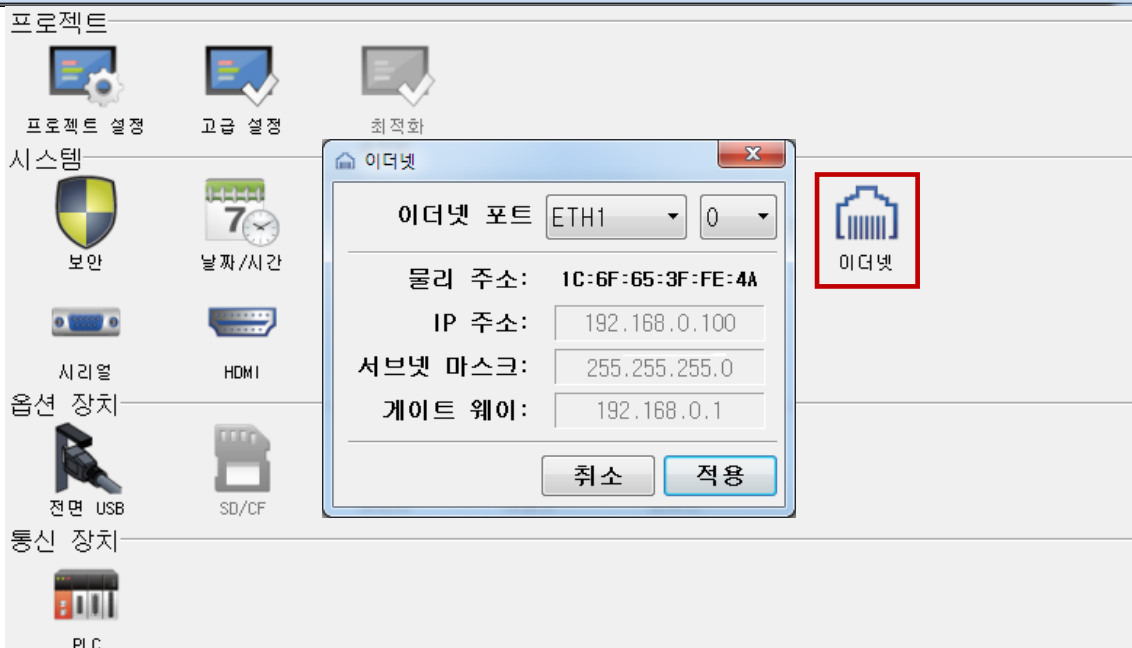 프로젝트
프로젝트 설정
고급 설정
최적화
시스템
보안
7
날짜/시간
이더넷
시리얼
HDMI
옵션 장치
전면 USB
SD/CF
통신 장치
PLC
이더넷
이더넷 포트 ETH1 0
물리 주소: 1C:6F:65:3F:FE:4A
IP 주소: 192.168.0.100
서브넷 마스크: 255.255.255.0
게이트 웨이: 192.168.0.1
취소 적용